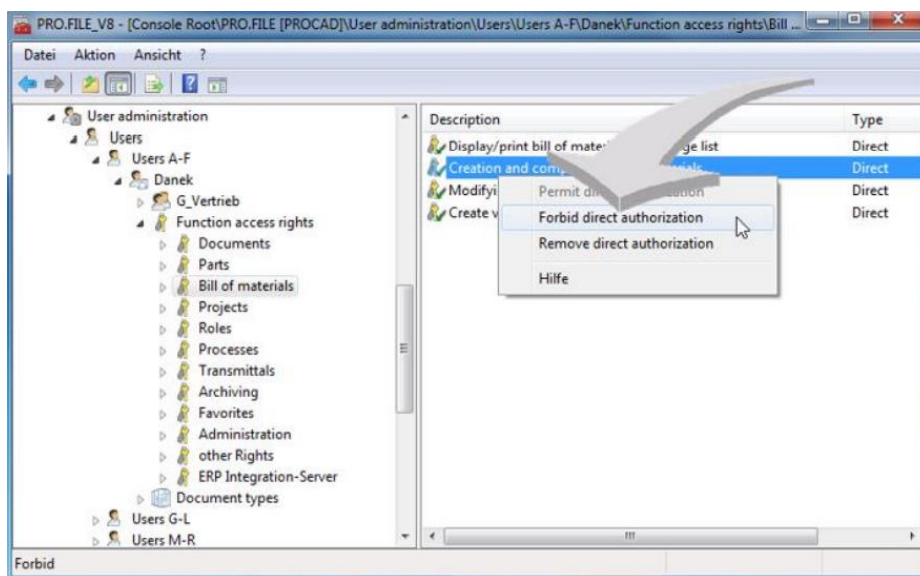 PRO.FILE_V8 - [Console Root\PRO.FILE [PROCAD]\User administration\Users\Users A-F\Danek\Function access rights\Bill ...
Datei Aktion Ansicht ?
User administration
Users
Users A-F
Danek
G_Vertrieb
Function access rights
Documents
Parts
Bill of materials
Projects
Roles
Processes
Transmittals
Archiving
Favorites
Administration
other Rights
ERP Integration-Server
Document types
Users G-L
Users M-R
Description Type
Display/print bill of list Direct
Creation and Direct
Direct
Create Direct
Permit
Forbid direct authorization
Remove direct authorization
Hilfe
Forbid